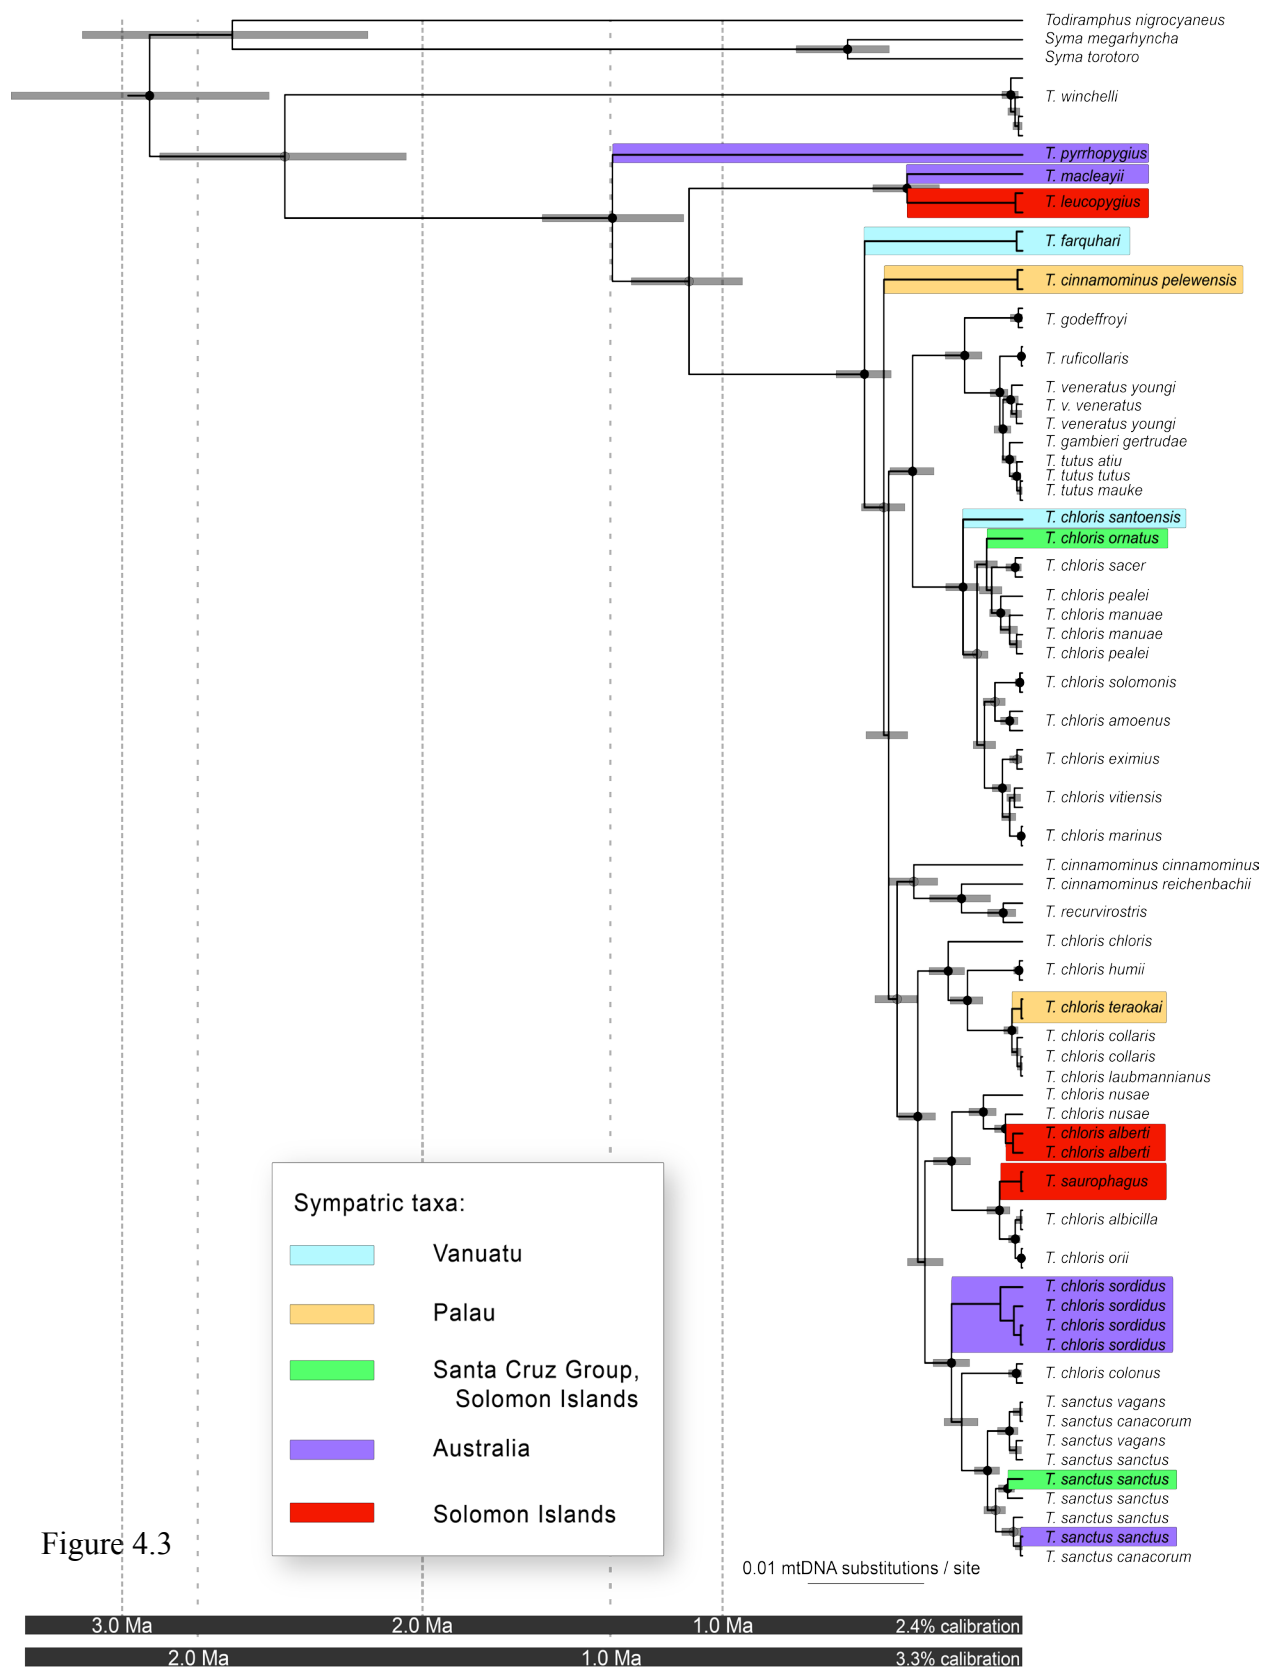 Todiramphus nigrocyaneus
Syma megarhyncha
Syma torotoro
T. winchelli
T. pyrrhopygius
T. macleayii
T. leucopygius
T. farquhari
T. cinnamominus pelewensis
T. godeffroyi
T. ruficollaris
T. veneratus youngi
T. v. veneratus
T. veneratus youngi
T. gambieri gertrudae
T. tutus atiu
T. tutus tutus
T. tutus mauke
T. chloris santoensis
T. chloris ornatus
T. chloris sacer
T. chloris pealei
T. chloris manuae
T. chloris manuae
T. chloris pealei
T. chloris solomonis
T. chloris amoenus
T. chloris eximius
T. chloris vitiensis
T. chloris marinus
T. cinnamominus cinnamominus
T. cinnamominus reichenbachii
T. recurvirostris
T. chloris chloris
T. chloris humii
T. chloris teraokai
T. chloris collaris
T. chloris collaris
T. chloris laubmannianus
T. chloris nusae
T. chloris nusae
T. chloris alberti
T. chloris alberti
T. saurophagus
T. chloris albicilla
T. chloris orii
T. chloris sordidus
T. chloris sordidus
T. chloris sordidus
T. chloris sordidus
T. chloris colonus
T. sanctus vagans
T. sanctus canacorum
T. sanctus vagans
T. sanctus sanctus
T. sanctus sanctus
T. sanctus sanctus
T. sanctus sanctus
T. sanctus sanctus
T. sanctus canacorum
Sympatric taxa:
Vanuatu
Palau
Santa Cruz Group,
Solomon Islands
Australia
Solomon Islands
Figure 4.3
0.01 mtDNA substitutions / site
3.0 Ma 2.0 Ma 1.0 Ma 2.4% calibration
2.0 Ma 1.0 Ma 3.3% calibration